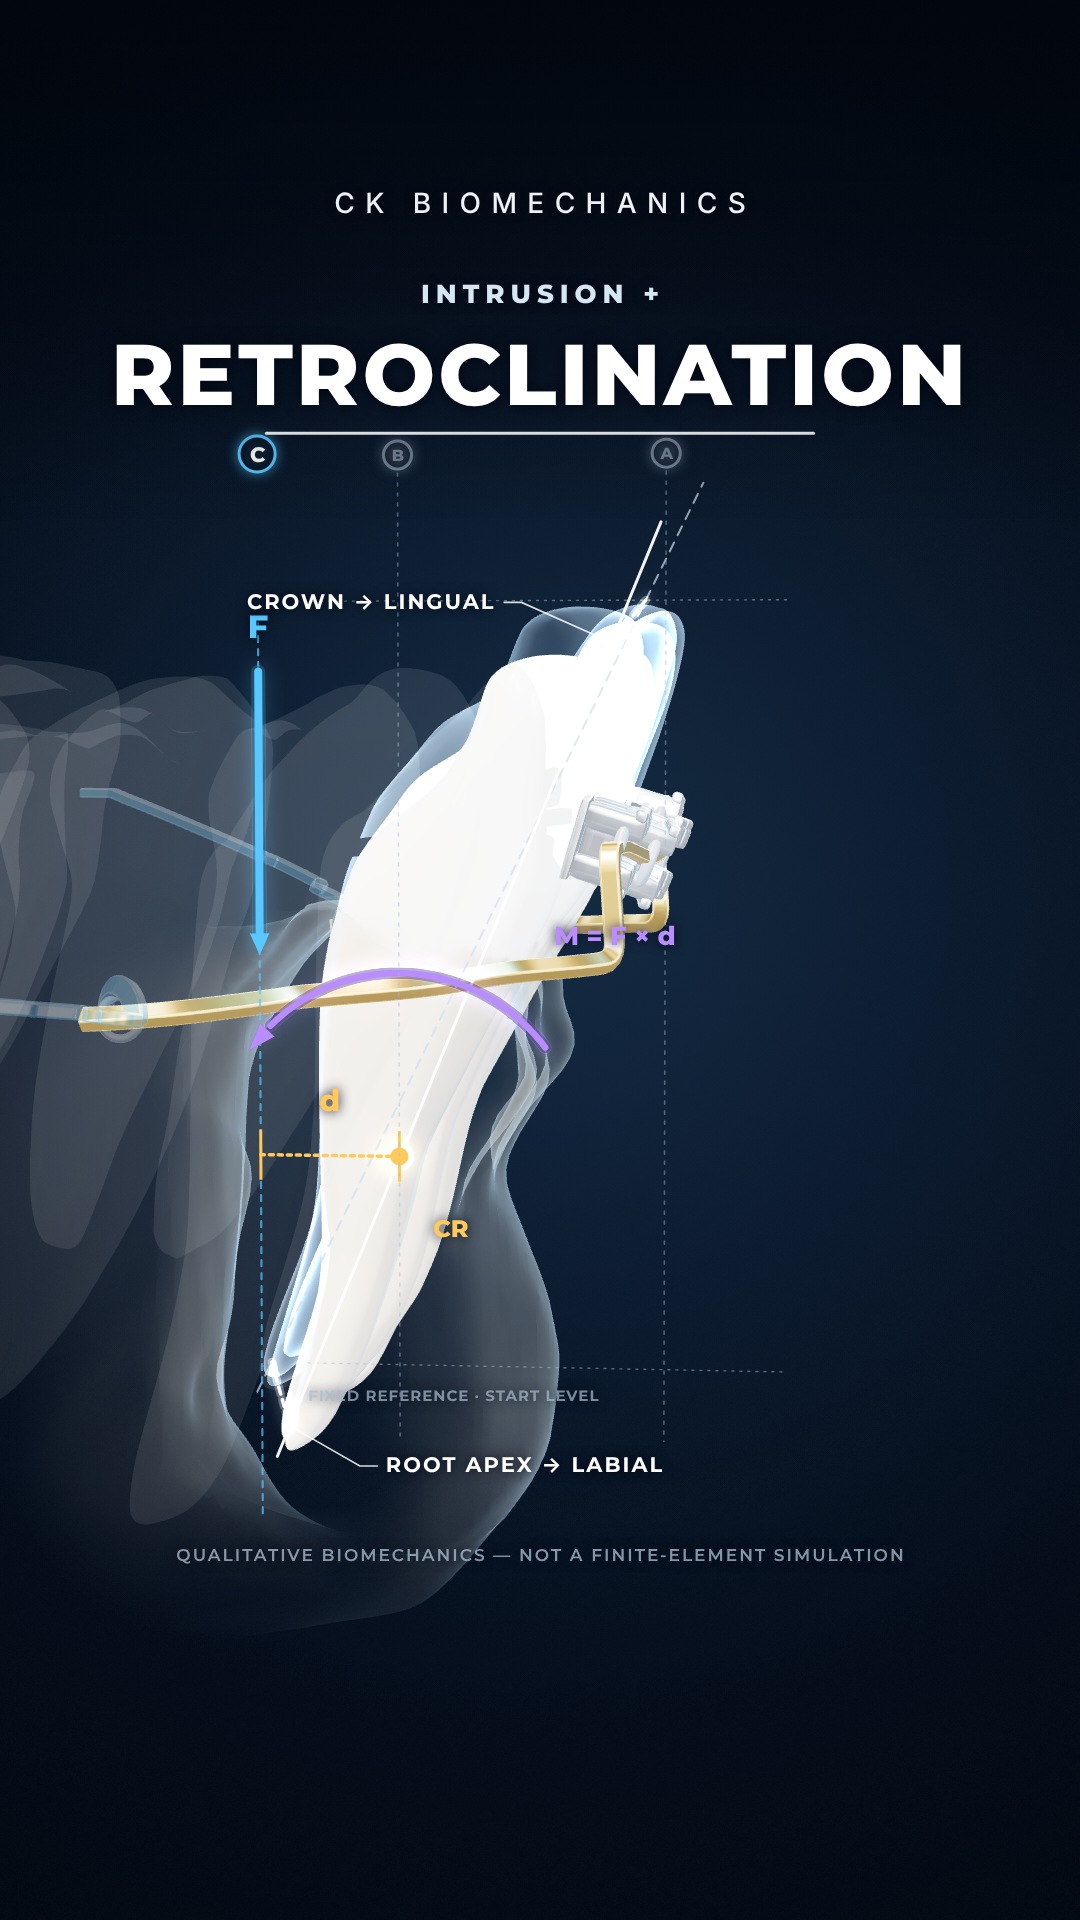 CK BIOMECHANICS
INTRUSION +
RETROCLINATION
C
B
A
CROWN → LINGUAL
F
M = F × d
d
CR
FIXED REFERENCE · START LEVEL
ROOT APEX → LABIAL
QUALITATIVE BIOMECHANICS — NOT A FINITE-ELEMENT SIMULATION